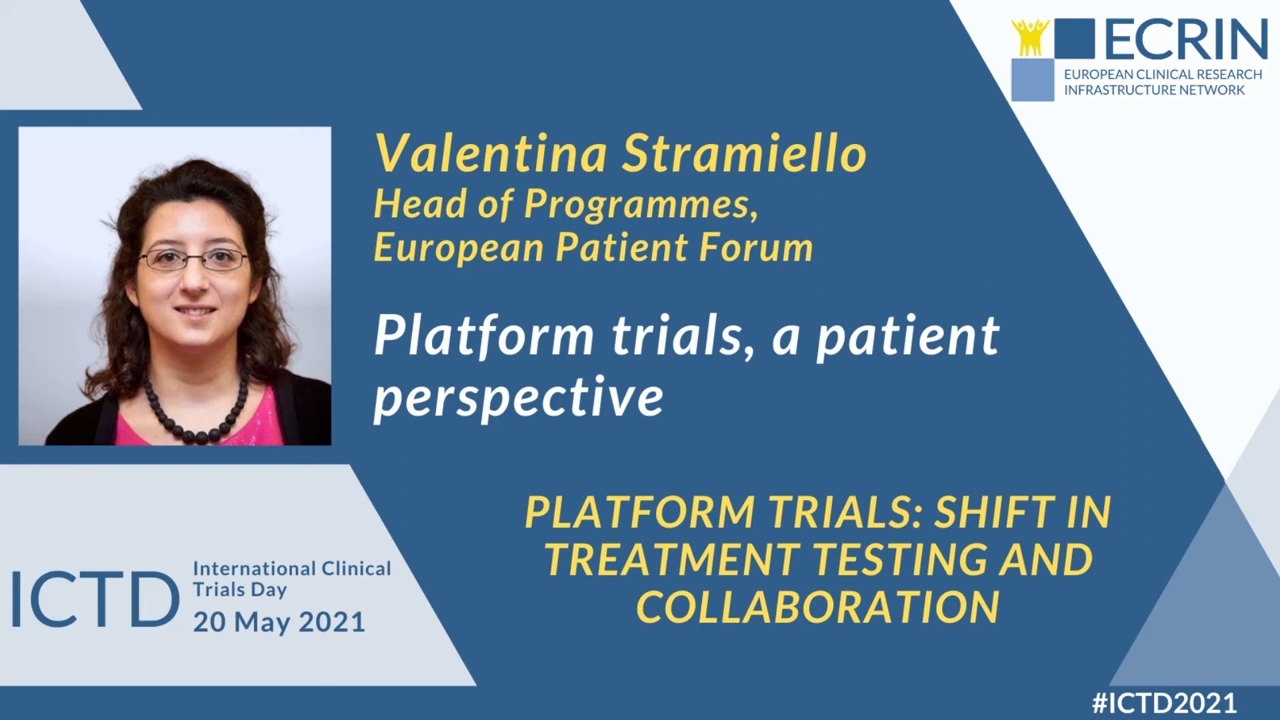 ECRIN
EUROPEAN CLINICAL RESEARCH
INFRASTRUCTURE NETWORK
Valentina Stramiello
Head of Programmes,
European Patient Forum
Platform trials, a patient
perspective
PLATFORM TRIALS: SHIFT IN
TREATMENT TESTING AND
COLLABORATION
ICTD
International Clinical
Trials Day
20 May 2021
#ICTD2021